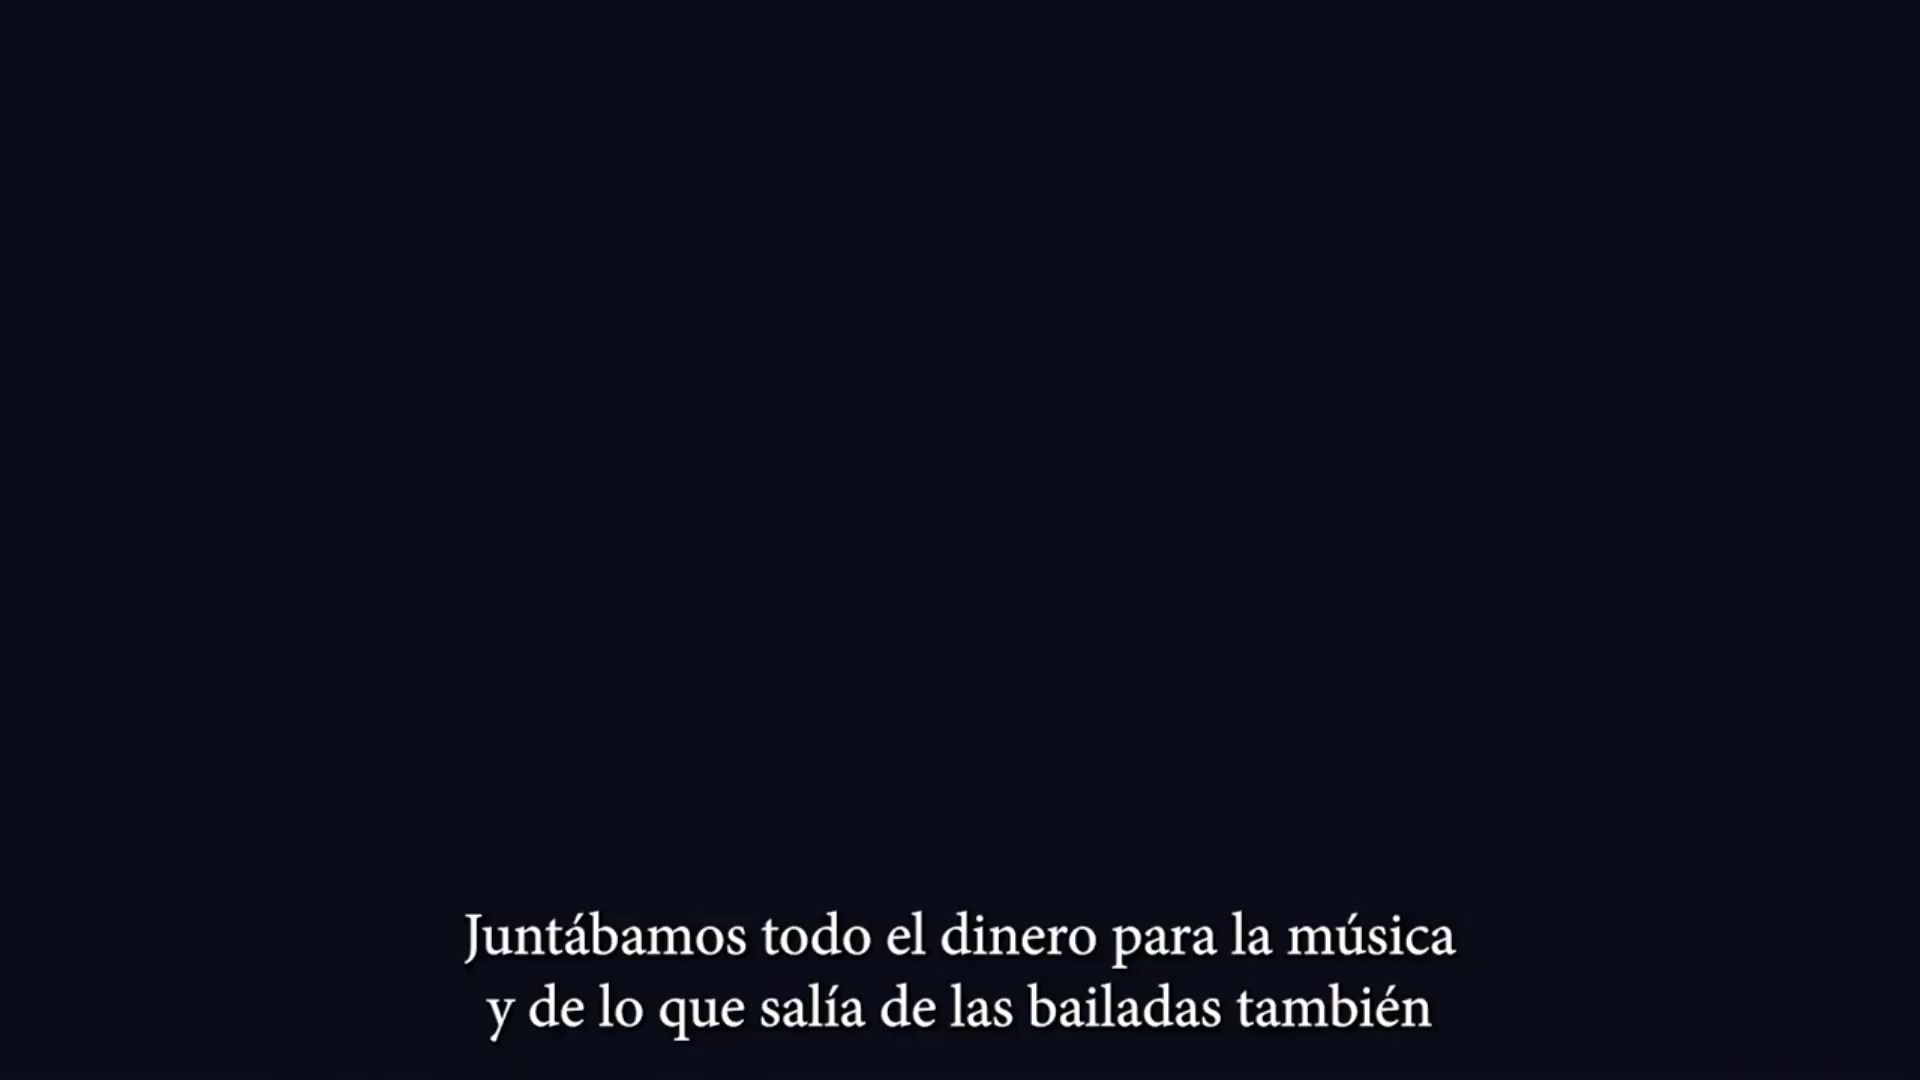 Juntábamos todo el dinero para la música
y de lo que salía de las bailadas también